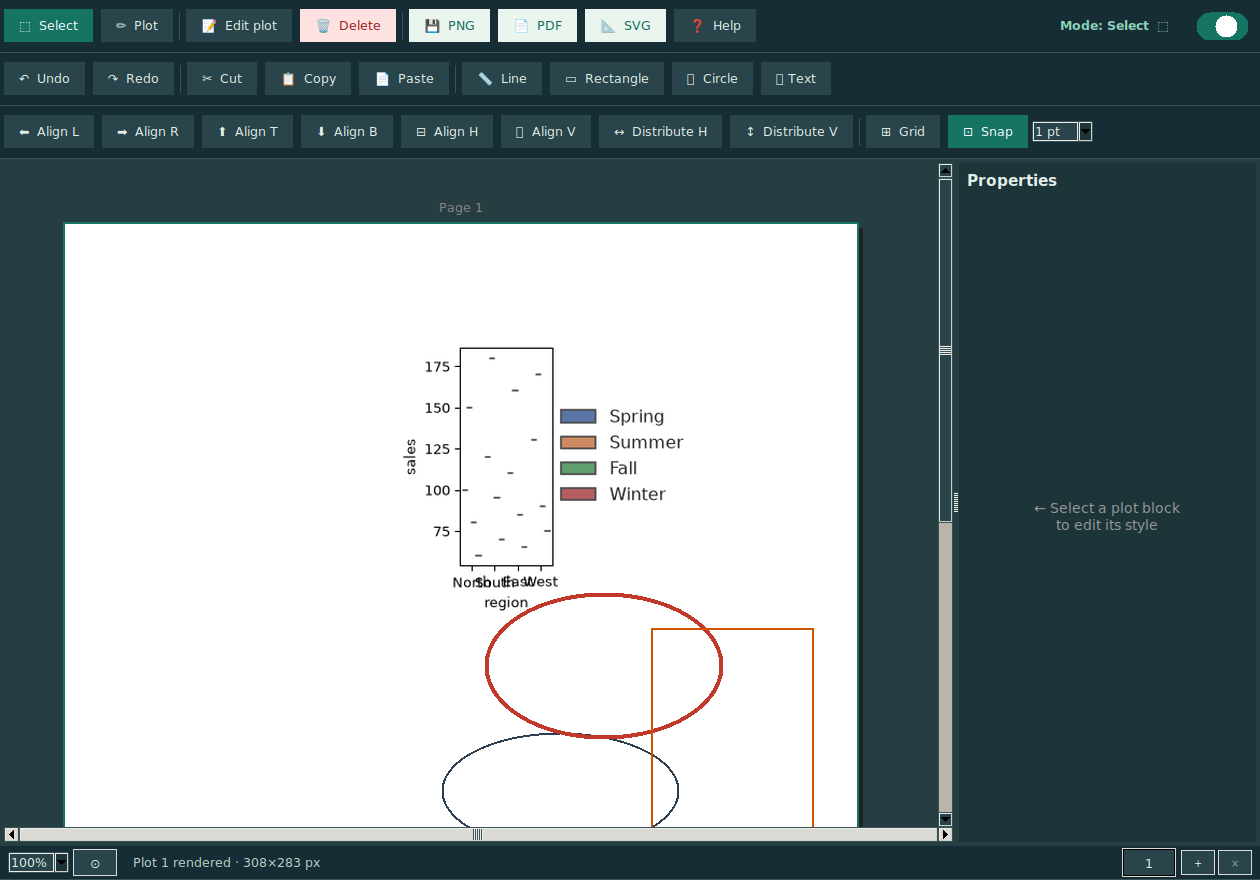 Select Plot Edit plot Delete PNG PDF SVG Help Mode: Select
Undo Redo Cut Copy Paste Line Rectangle Circle Text
Align L Align R Align T Align B Align H Align V Distribute H Distribute V Grid Snap 1 pt
Properties
Page 1
175
150
125
100
75
sales
Spring
Summer
Fall
Winter
North South East West
region
← Select a plot block
to edit its style
100% Plot 1 rendered · 308×283 px 1 + ×